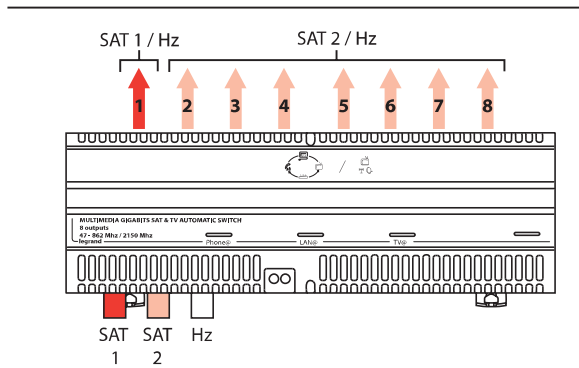 SAT 1 / Hz SAT 2 / Hz
1 2 3 4 5 6 7 8
MULTIMEDIA GIGABITS SAT & TV AUTOMATIC SWITCH
8 outputs
47 - 862 Mhz / 2150 Mhz
legrand Phone@ LAN@ TV@
SAT SAT Hz
1 2